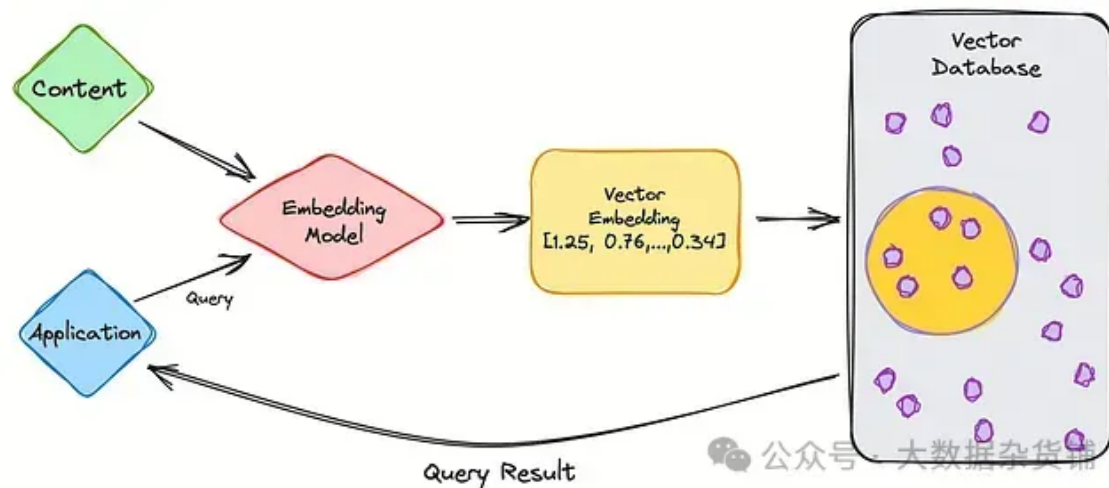 Content
Embedding
Model
Vector
Embedding
[1.25, 0.76,...,0.34]
Vector
Database
Query
Application
Query Result
公众号 · 大数据杂货铺